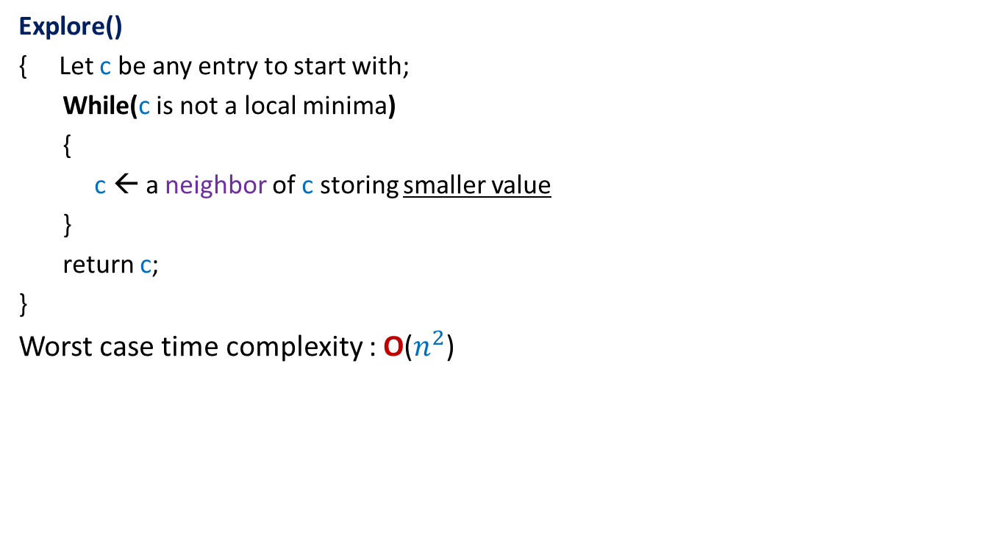 Explore()
{ Let c be any entry to start with;
While(c is not a local minima)
{
c ← a neighbor of c storing smaller value
}
return c;
}
Worst case time complexity : O(𝑛²)